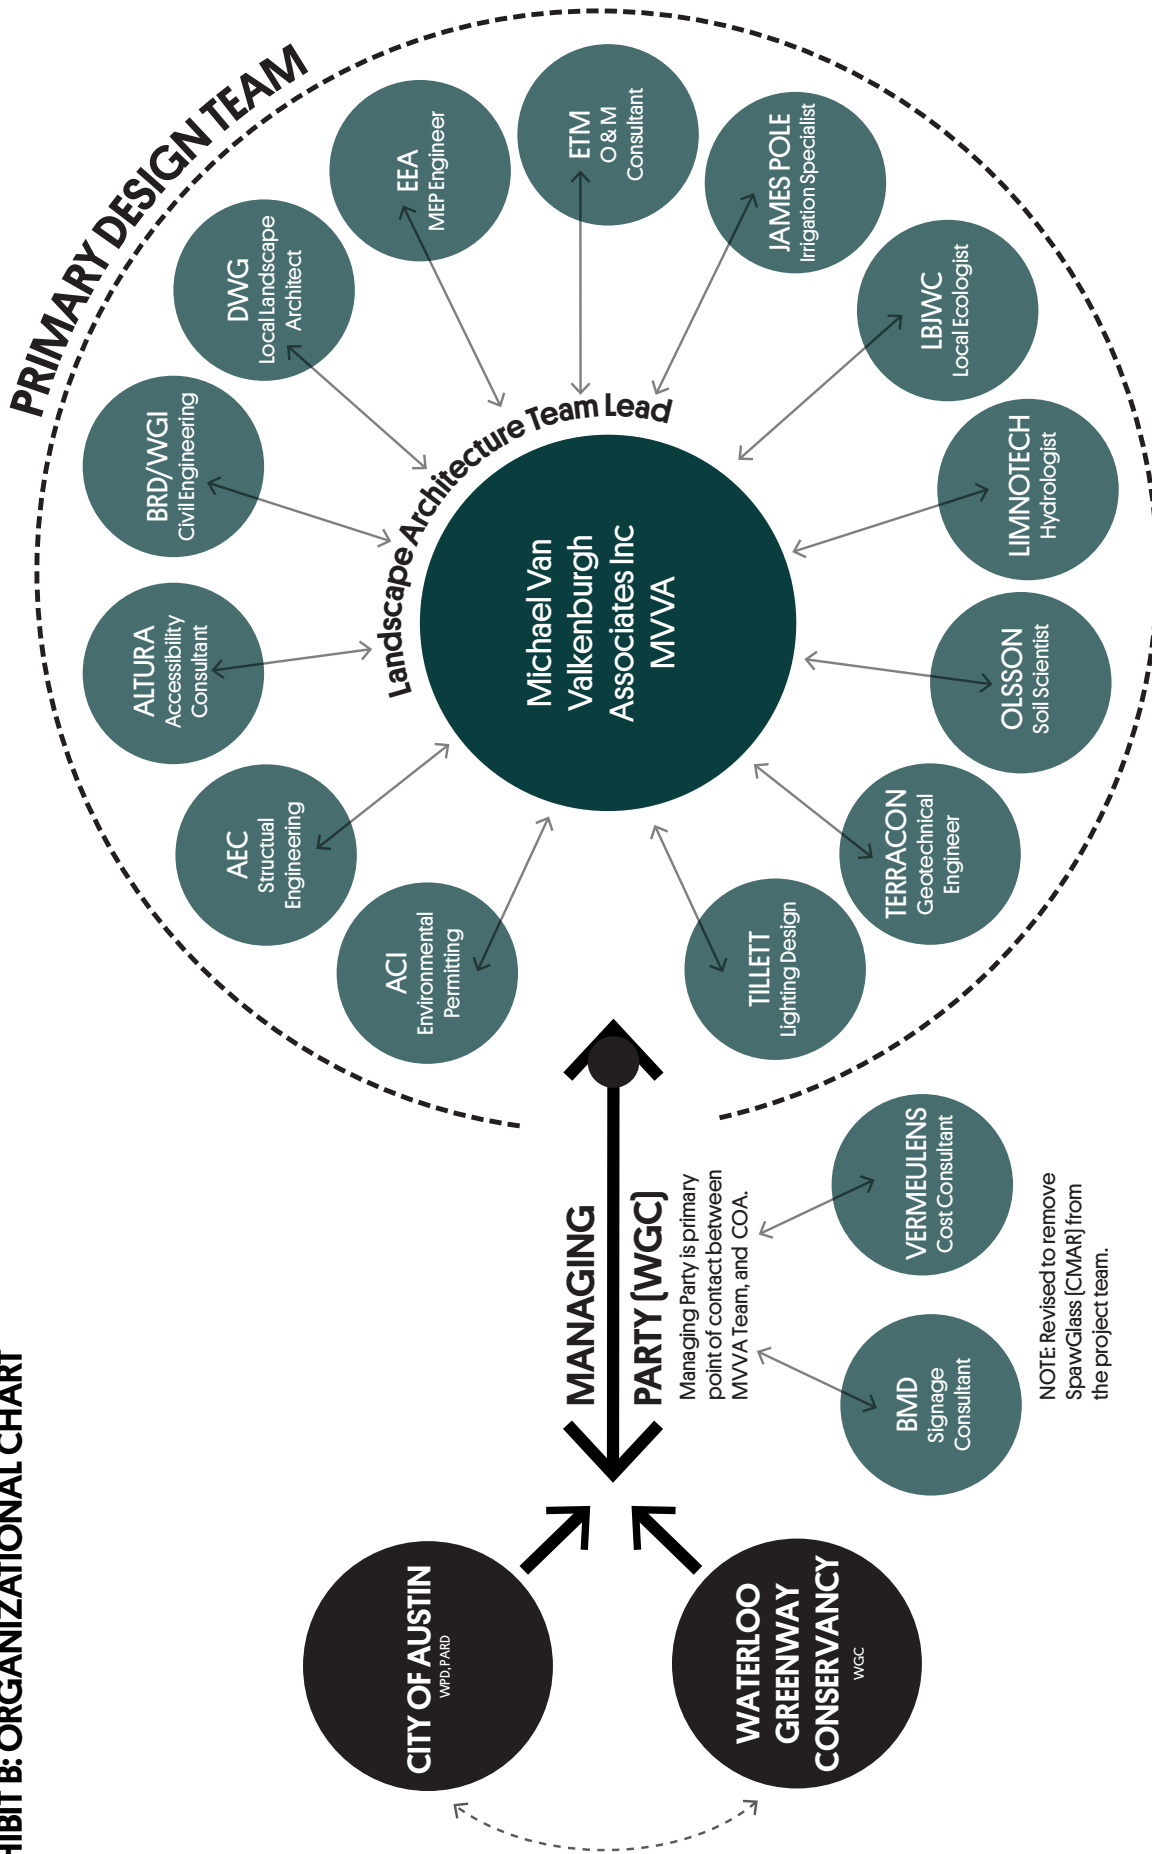 HIBIT B: ORGANIZATIONAL CHART
PRIMARY DESIGN TEAM
CITY OF AUSTIN
WPD, PARD
WATERLOO
GREENWAY
CONSERVANCY
WGC
MANAGING
PARTY (WGC)
Managing Party is primary
point of contact between
MVVA Team, and COA.
BMD
Signage
Consultant
VERMEULENS
Cost Consultant
NOTE: Revised to remove
SpawGlass [CMAR] from
the project team.
Landscape Architecture Team Lead
Michael Van
Valkenburgh
Associates Inc
MVVA
ACI
Environmental
Permitting
AEC
Structual
Engineering
ALTURA
Accessibility
Consultant
BRD/WGI
Civil Engineering
DWG
Local Landscape
Architect
EEA
MEP Engineer
ETM
O & M
Consultant
JAMES POLE
Irrigation Specialist
LBJWC
Local Ecologist
LIMNOTECH
Hydrologist
OLSSON
Soil Scientist
TERRACON
Geotechnical
Engineer
TILLETT
Lighting Design